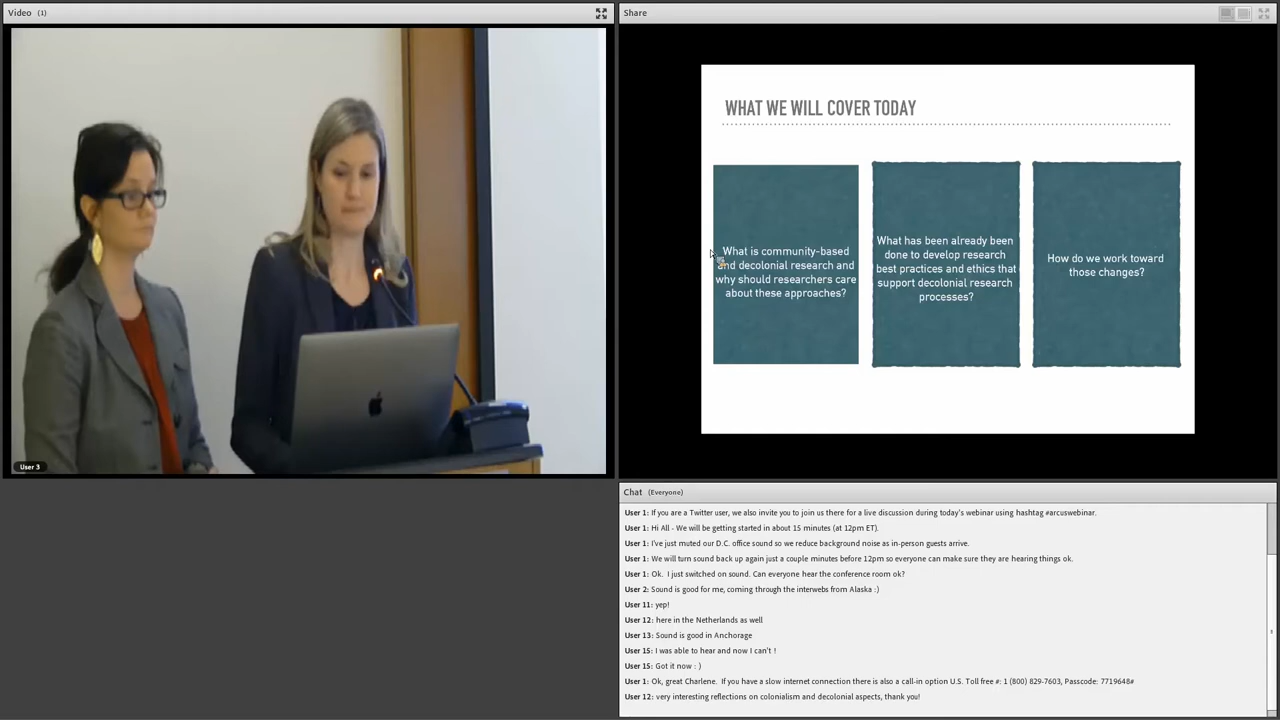 Video (1)
User 3
Share
WHAT WE WILL COVER TODAY
What is community-based
and decolonial research and
why should researchers care
about these approaches?
What has been already been
done to develop research
best practices and ethics that
support decolonial research
processes?
How do we work toward
those changes?
Chat (Everyone)
User 1: If you are a Twitter user, we also invite you to join us there for a live discussion during today's webinar using hashtag #arcuswebinar.
User 1: Hi All - We will be getting started in about 15 minutes (at 12pm ET).
User 1: I've just muted our D.C. office sound so we reduce background noise as in-person guests arrive.
User 1: We will turn sound back up again just a couple minutes before 12pm so everyone can make sure they are hearing things ok.
User 1: Ok. I just switched on sound. Can everyone hear the conference room ok?
User 2: Sound is good for me, coming through the interwebs from Alaska :)
User 11: yep!
User 12: here in the Netherlands as well
User 13: Sound is good in Anchorage
User 15: I was able to hear and now I can't !
User 15: Got it now : )
User 1: Ok, great Charlene. If you have a slow internet connection there is also a call-in option U.S. Toll free #: 1 (800) 829-7603, Passcode: 7719648#
User 12: very interesting reflections on colonialism and decolonial aspects, thank you!